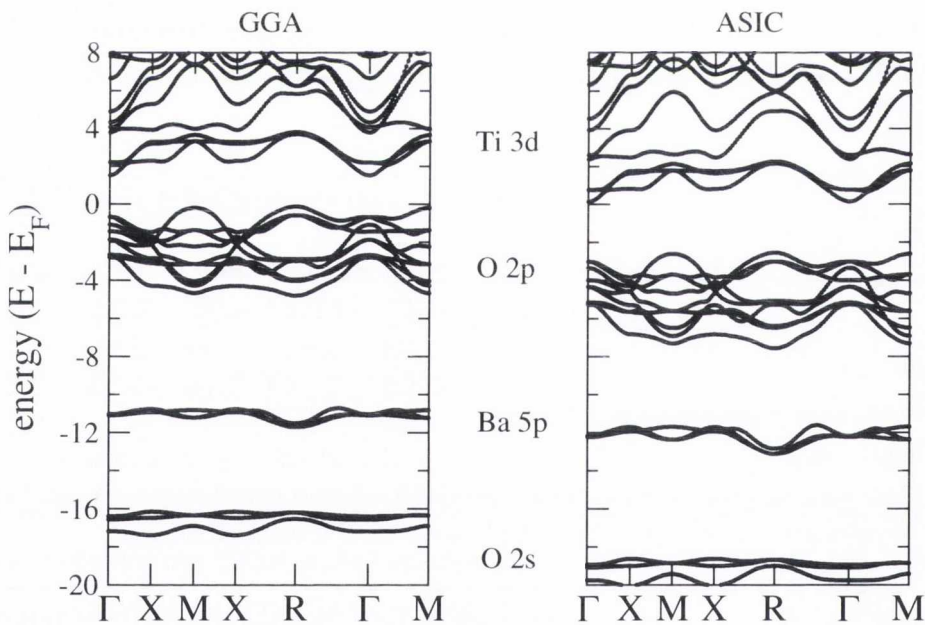 GGA
ASIC
energy (E - E_F)
8
4
0
-4
-8
-12
-16
-20
Ti 3d
O 2p
Ba 5p
O 2s
Γ X M X R Γ M
Γ X M X R Γ M